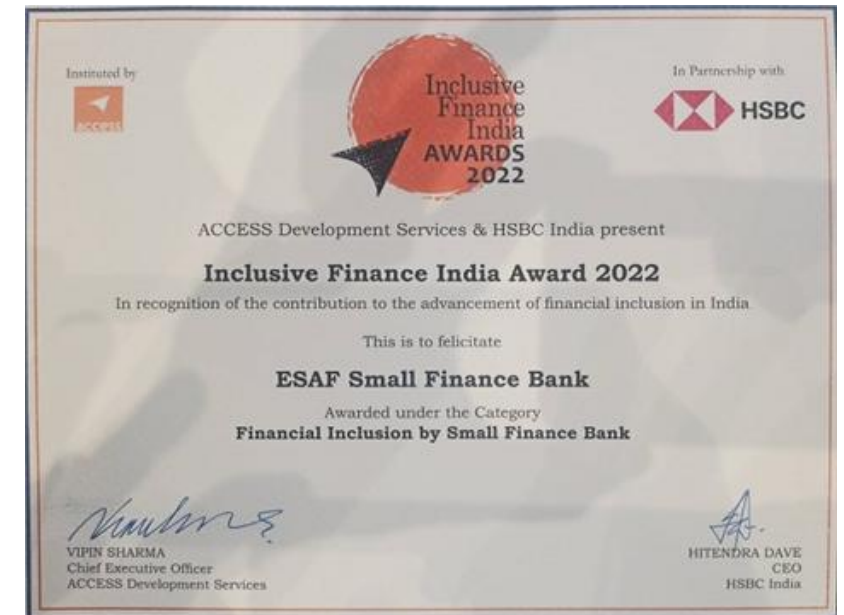 Instituted by
ACCESS
Inclusive
Finance
India
AWARDS
2022
In Partnership with
HSBC
ACCESS Development Services & HSBC India present
Inclusive Finance India Award 2022
In recognition of the contribution to the advancement of financial inclusion in India
This is to felicitate
ESAF Small Finance Bank
Awarded under the Category
Financial Inclusion by Small Finance Bank
VIPIN SHARMA
Chief Executive Officer
ACCESS Development Services
HITENDRA DAVE
CEO
HSBC India